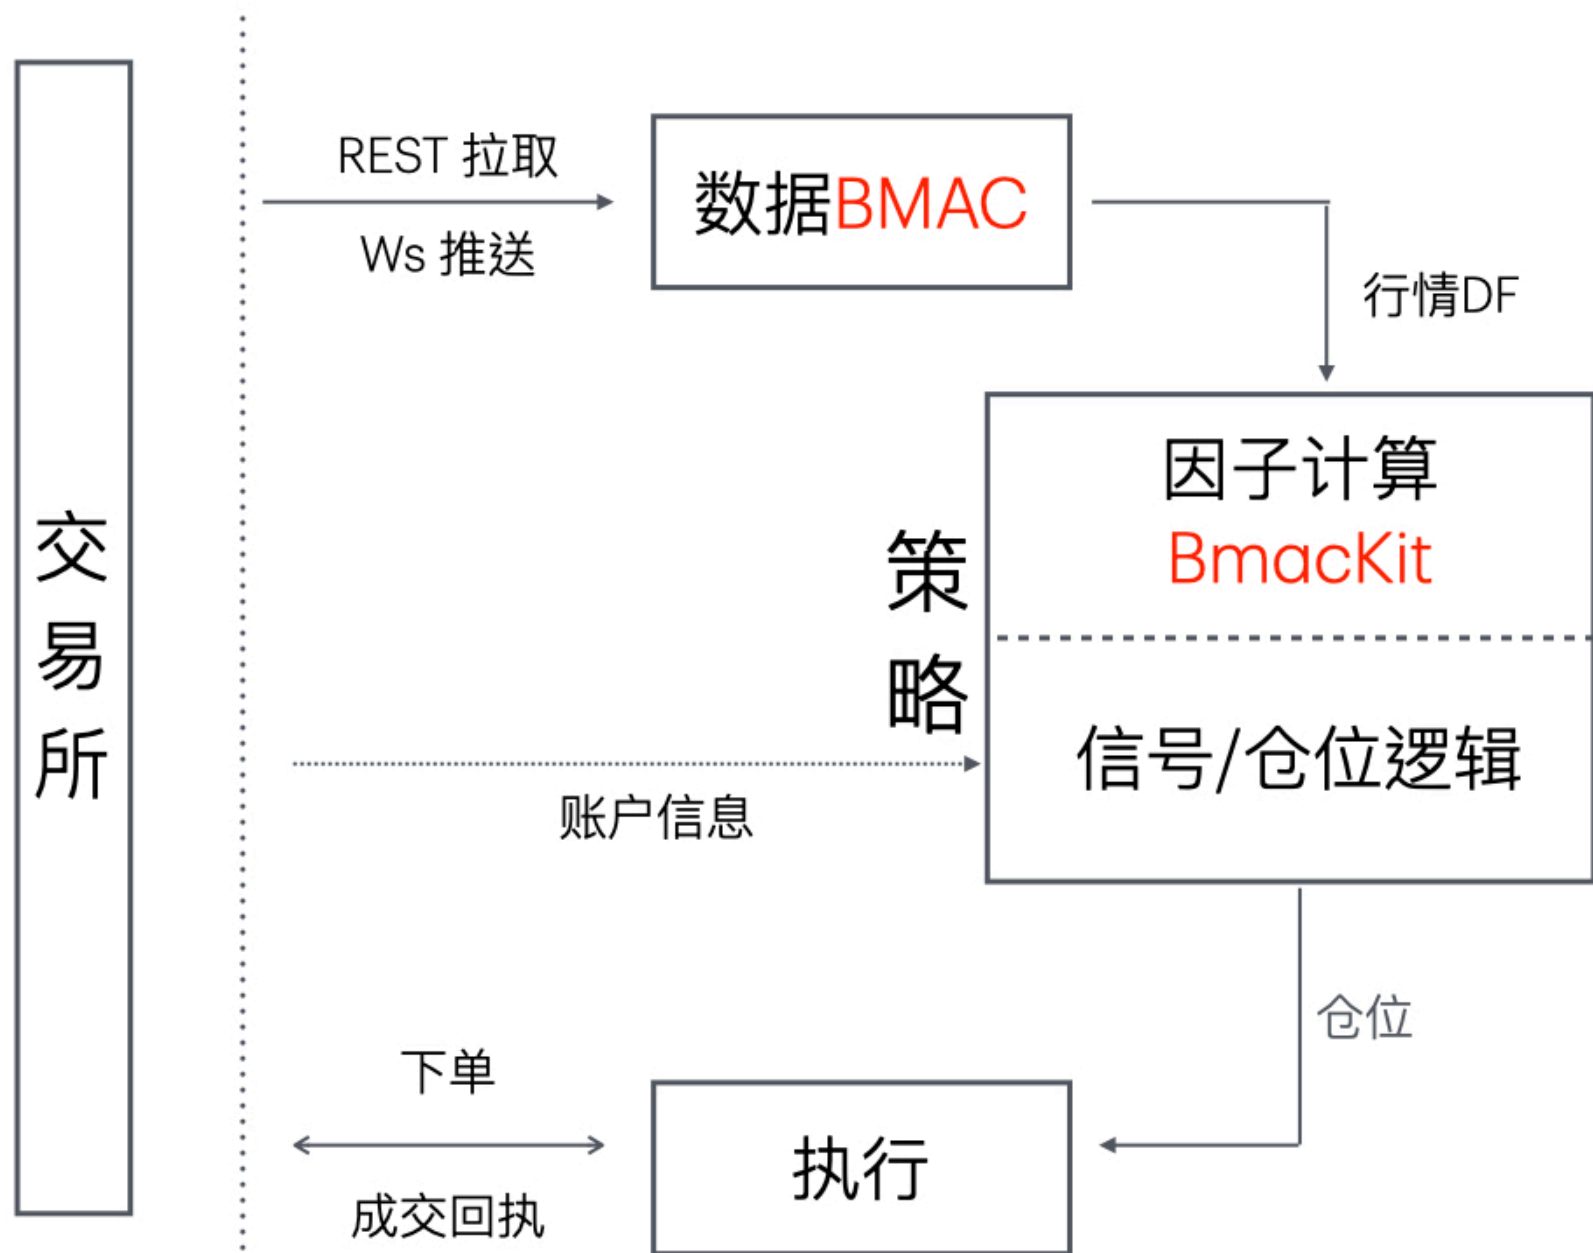 交易所
REST 拉取
Ws 推送
数据BMAC
行情DF
策略
因子计算
BmacKit
信号/仓位逻辑
账户信息
仓位
下单
成交回执
执行